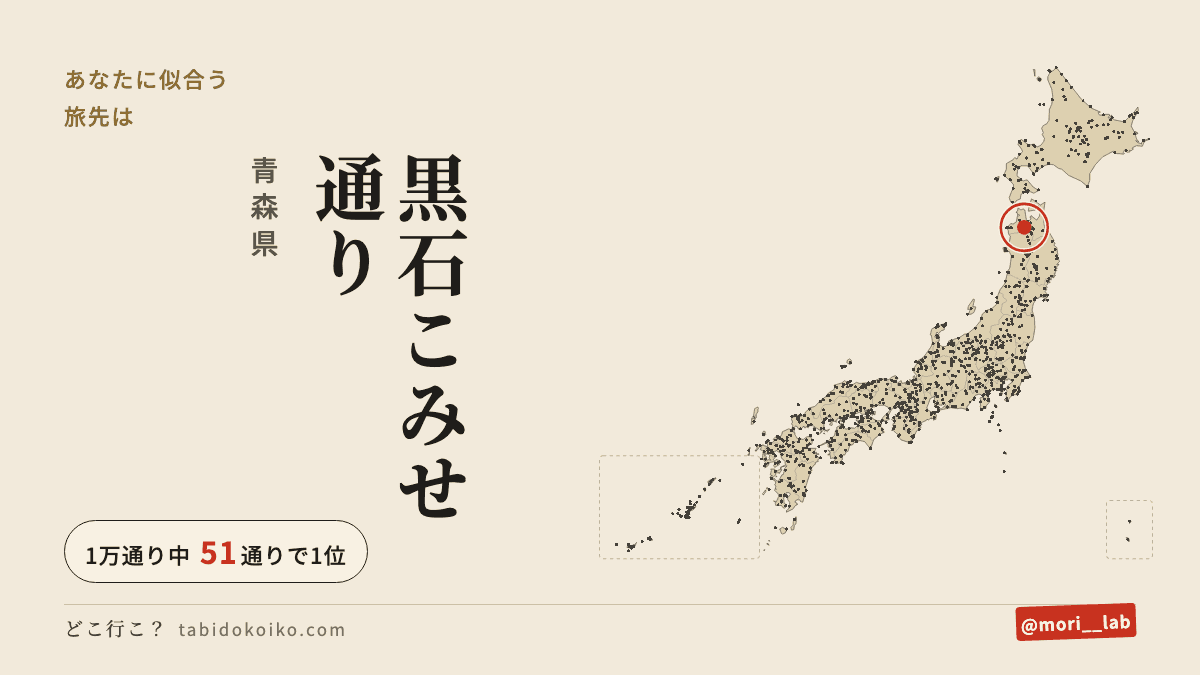 あなたに似合う
旅先は
黒石こみせ
通り
青森県
1万通り中 51通りで1位
どこ行こ？ tabidokoiko.com
@mori__lab